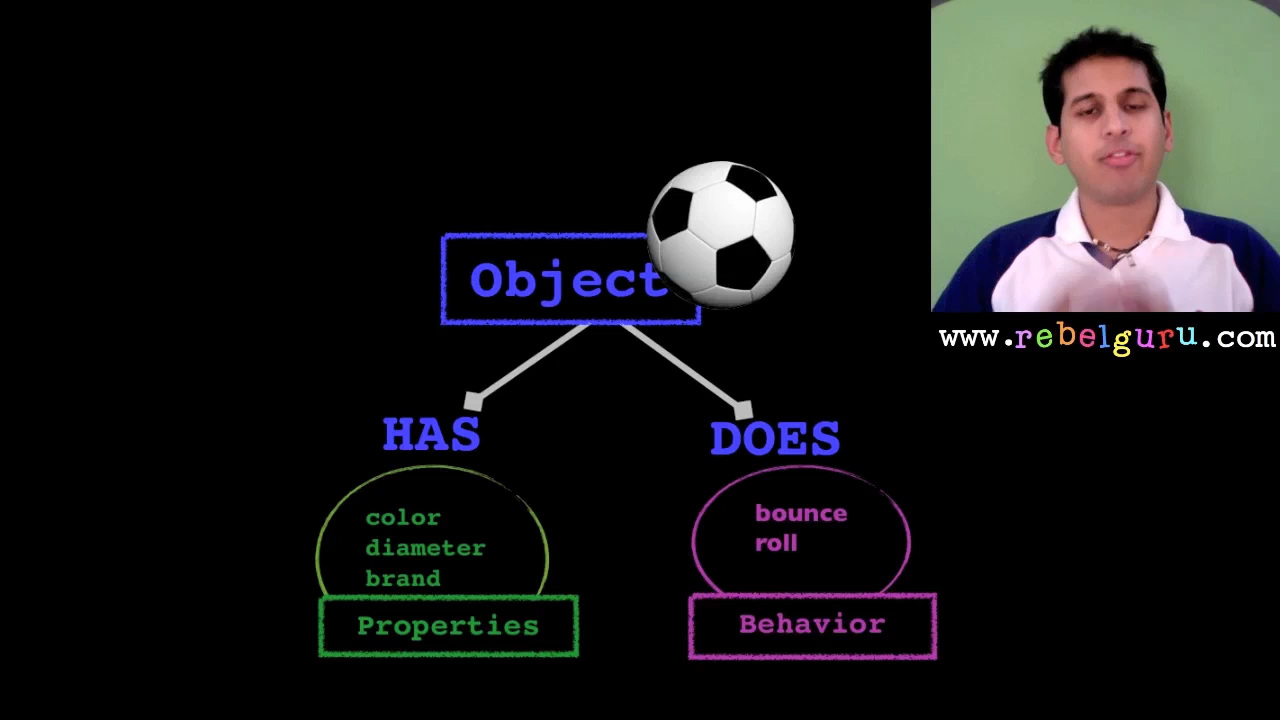 Object
www.rebelguru.com
HAS
DOES
color
diameter
brand
bounce
roll
Properties
Behavior